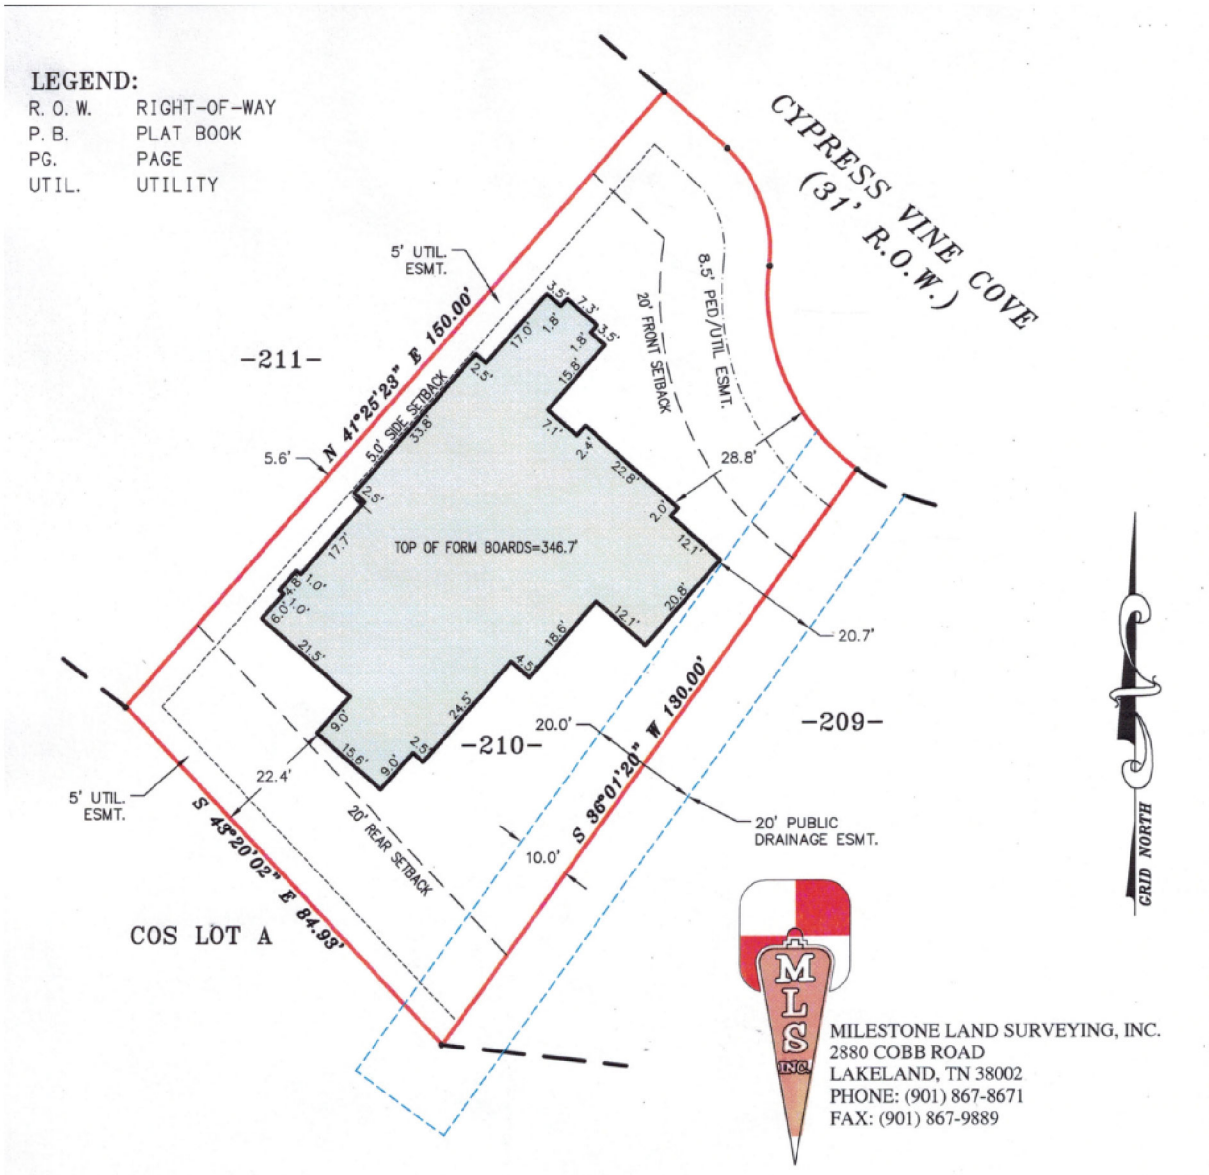 LEGEND:
R.O.W. RIGHT-OF-WAY
P.B. PLAT BOOK
PG. PAGE
UTIL. UTILITY
CYPRESS VINE COVE
(31' R.O.W.)
5' UTIL.
ESMT.
-211-
N 41°25'23" E 150.00'
5.0' SIDE SETBACK
5.6'
3.5'
7.3'
1.8'
17.0'
1.8'
3.5'
2.5'
15.8'
33.8'
7.1'
2.4'
22.8'
2.0'
12.1'
2.5'
17.7'
4.8'
1.0'
1.0'
6.0'
21.5'
9.0'
15.6'
9.0'
2.5'
24.5'
4.5'
18.6'
12.1'
20.8'
TOP OF FORM BOARDS=346.7'
20' FRONT SETBACK
8.5' PED/UTIL ESMT.
28.8'
20.7'
-209-
-210-
20.0'
S 36°01'20" W 130.00'
22.4'
5' UTIL.
ESMT.
20' REAR SETBACK
10.0'
20' PUBLIC
DRAINAGE ESMT.
S 43°20'02" E 84.93'
COS LOT A
GRID NORTH
MLS
INC.
MILESTONE LAND SURVEYING, INC.
2880 COBB ROAD
LAKELAND, TN 38002
PHONE: (901) 867-8671
FAX: (901) 867-9889